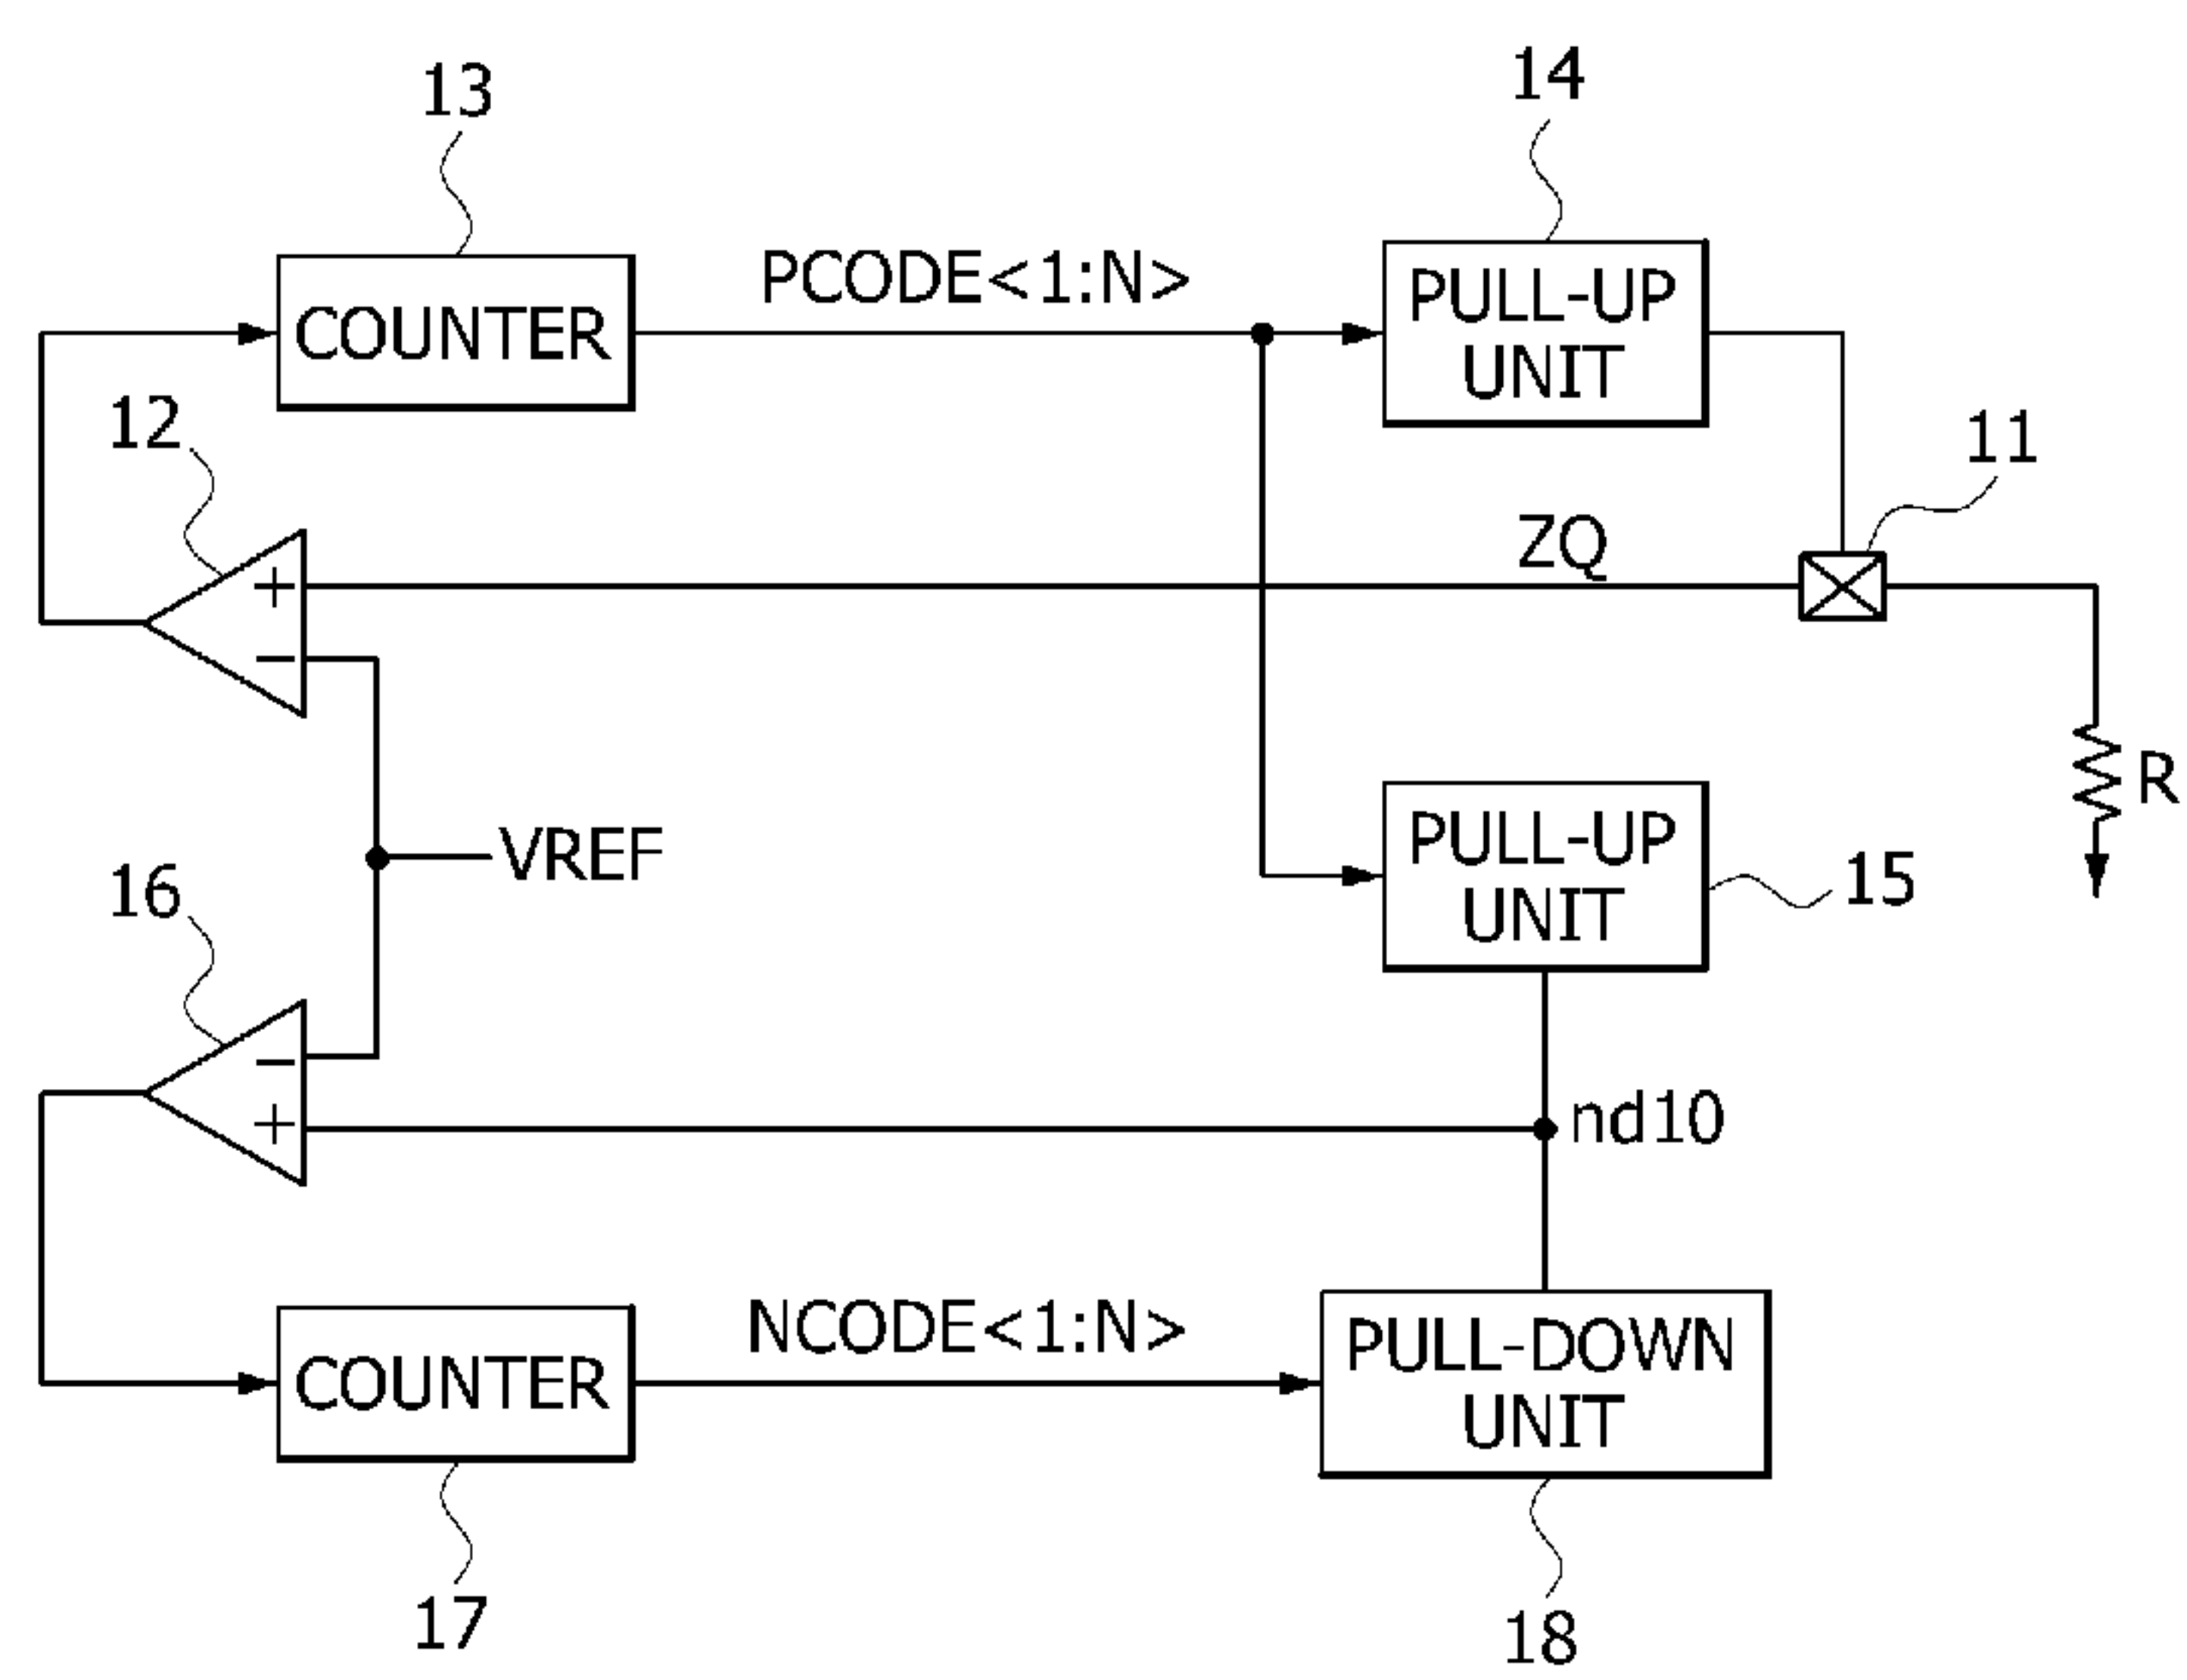 13
14
PCODE<1:N>
COUNTER
PULL-UP
UNIT
12
11
ZQ
+
−
R
VREF
PULL-UP
UNIT
15
16
−
+
nd10
NCODE<1:N>
COUNTER
PULL-DOWN
UNIT
17
18